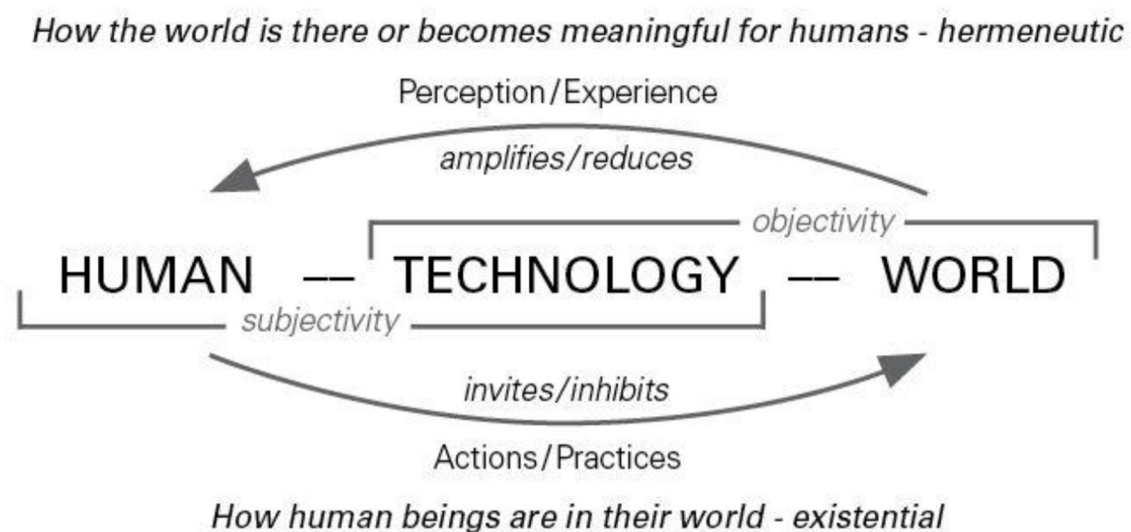 How the world is there or becomes meaningful for humans - hermeneutic
Perception/Experience
amplifies/reduces
objectivity
HUMAN –– TECHNOLOGY –– WORLD
subjectivity
invites/inhibits
Actions/Practices
How human beings are in their world - existential